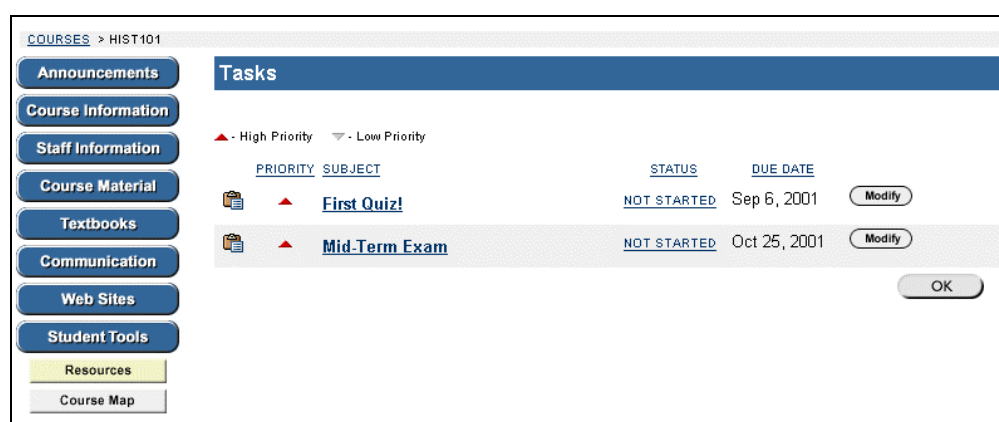 COURSES > HIST101
Announcements
Course Information
Staff Information
Course Material
Textbooks
Communication
Web Sites
Student Tools
Resources
Course Map
Tasks
- High Priority - Low Priority
PRIORITY SUBJECT STATUS DUE DATE
First Quiz! NOT STARTED Sep 6, 2001 Modify
Mid-Term Exam NOT STARTED Oct 25, 2001 Modify
OK